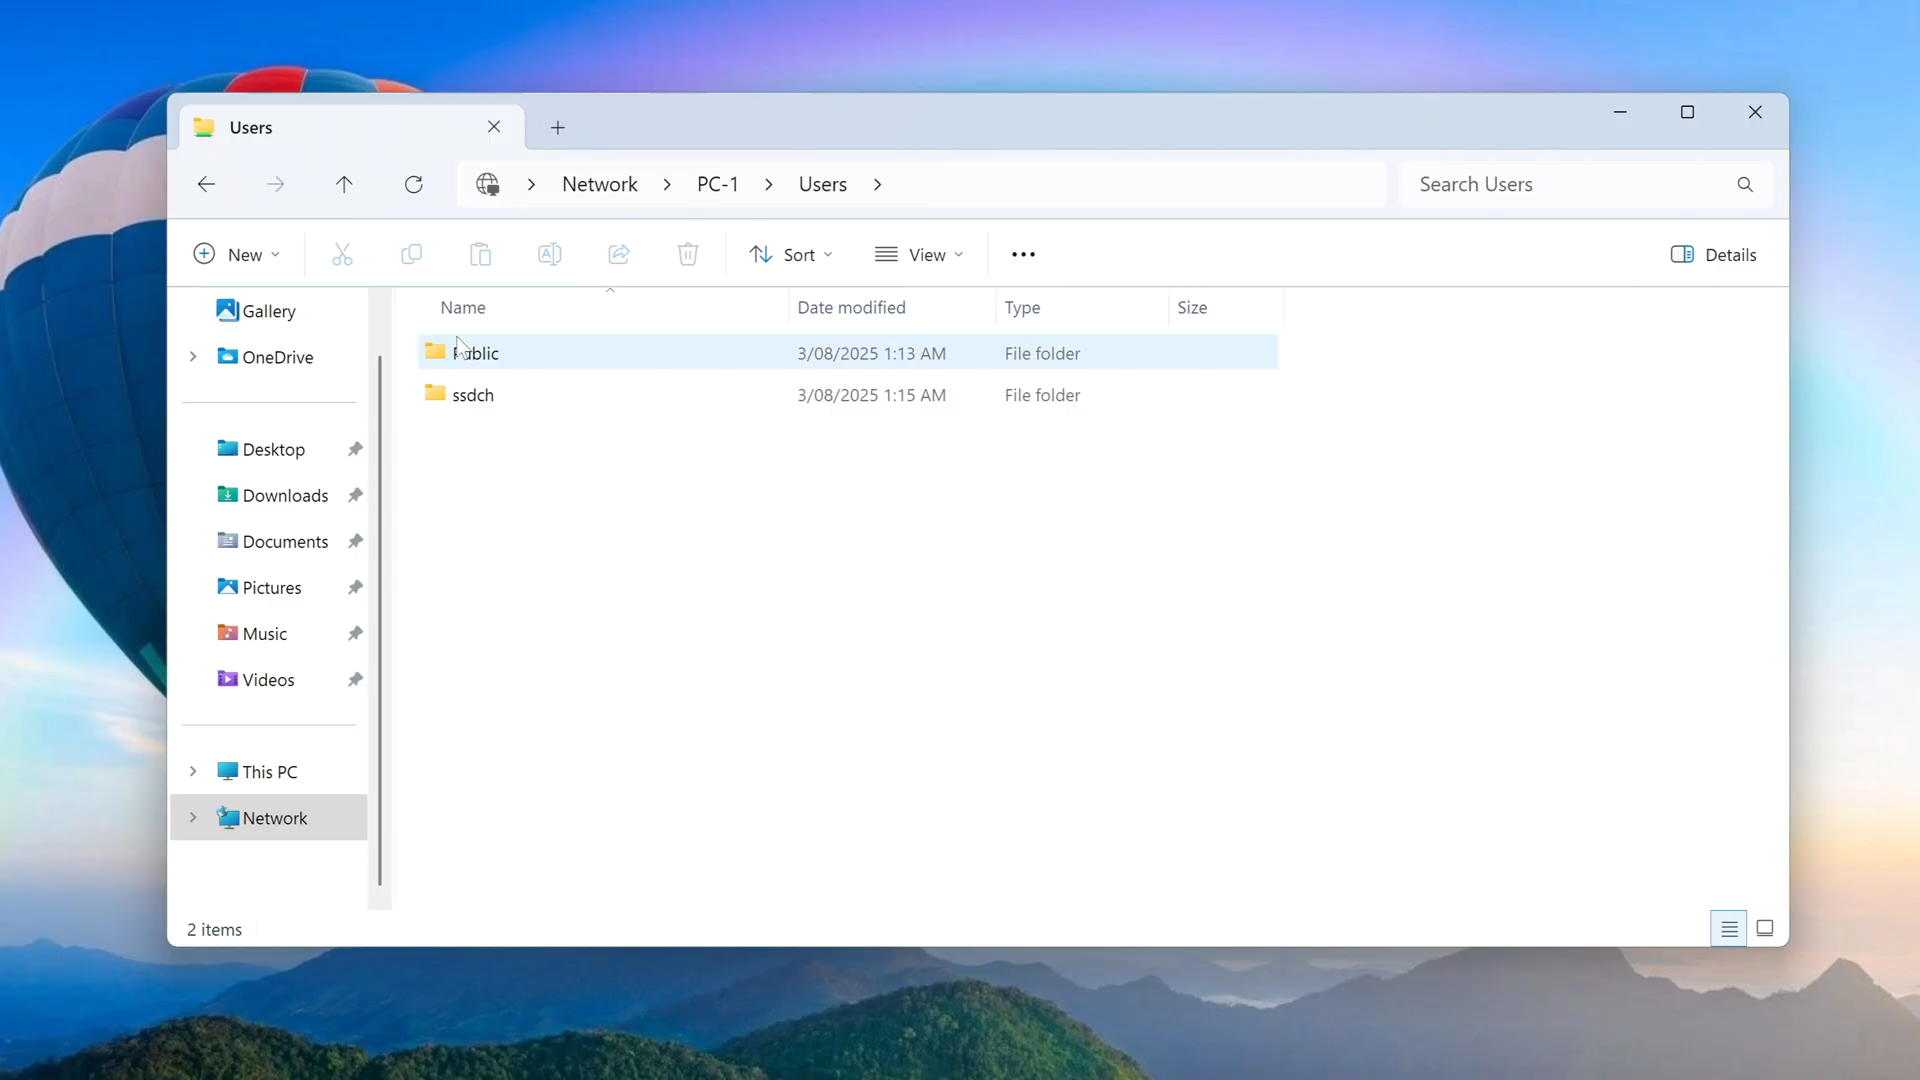 Users
Network PC-1 Users
Search Users
New
Sort
View
Details
Name Date modified Type Size
Gallery
OneDrive
Desktop
Downloads
Documents
Pictures
Music
Videos
This PC
Network
Public 3/08/2025 1:13 AM File folder
ssdch 3/08/2025 1:15 AM File folder
2 items